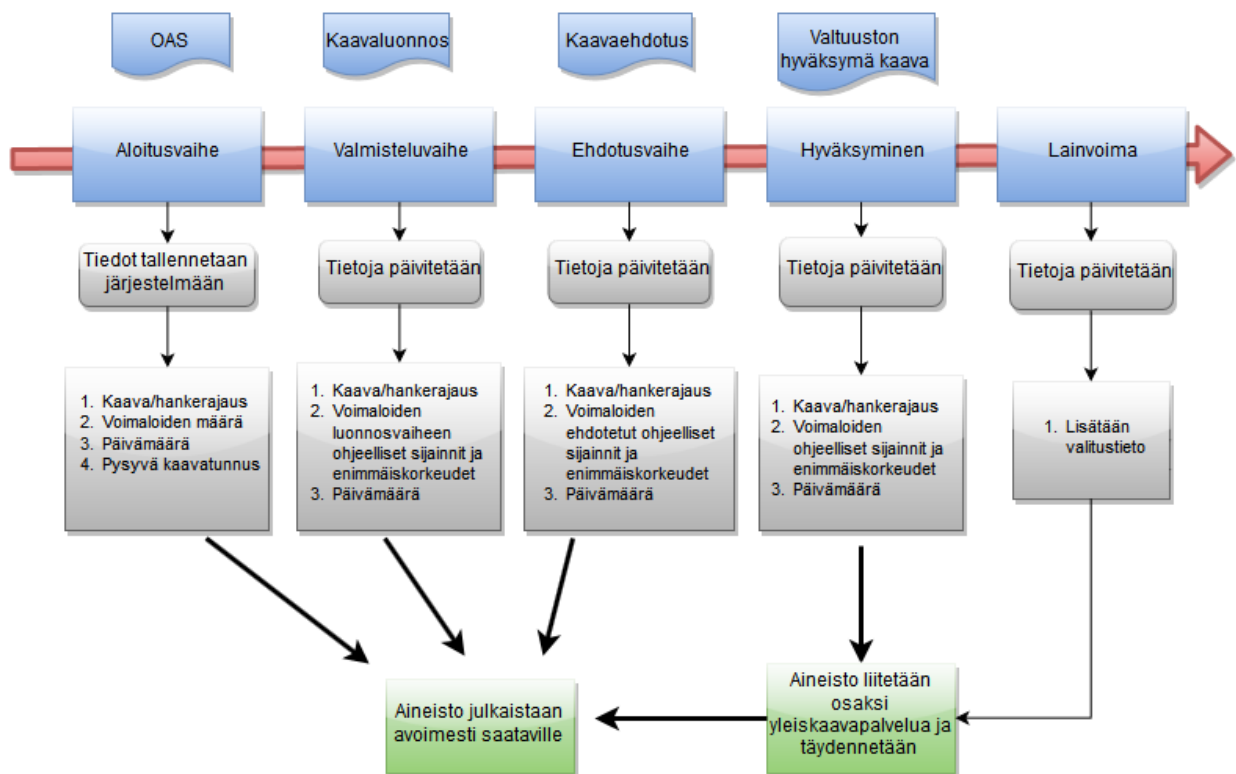 OAS
Kaavaluonnos
Kaavaehdotus
Valtuuston
hyväksymä kaava
Aloitusvaihe
Valmisteluvaihe
Ehdotusvaihe
Hyväksyminen
Lainvoima
Tiedot tallennetaan
järjestelmään
Tietoja päivitetään
Tietoja päivitetään
Tietoja päivitetään
Tietoja päivitetään
1. Kaava/hankerajaus
2. Voimaloiden määrä
3. Päivämäärä
4. Pysyvä kaavatunnus
1. Kaava/hankerajaus
2. Voimaloiden
luonnosvaiheen
ohjeelliset sijainnit ja
enimmäiskorkeudet
3. Päivämäärä
1. Kaava/hankerajaus
2. Voimaloiden
ehdotetut ohjeelliset
sijainnit ja
enimmäiskorkeudet
3. Päivämäärä
1. Kaava/hankerajaus
2. Voimaloiden
ohjeelliset sijainnit ja
enimmäiskorkeudet
3. Päivämäärä
1. Lisätään
valitustieto
Aineisto julkaistaan
avoimesti saataville
Aineisto liitetään
osaksi
yleiskaavapalvelua ja
täydennetään